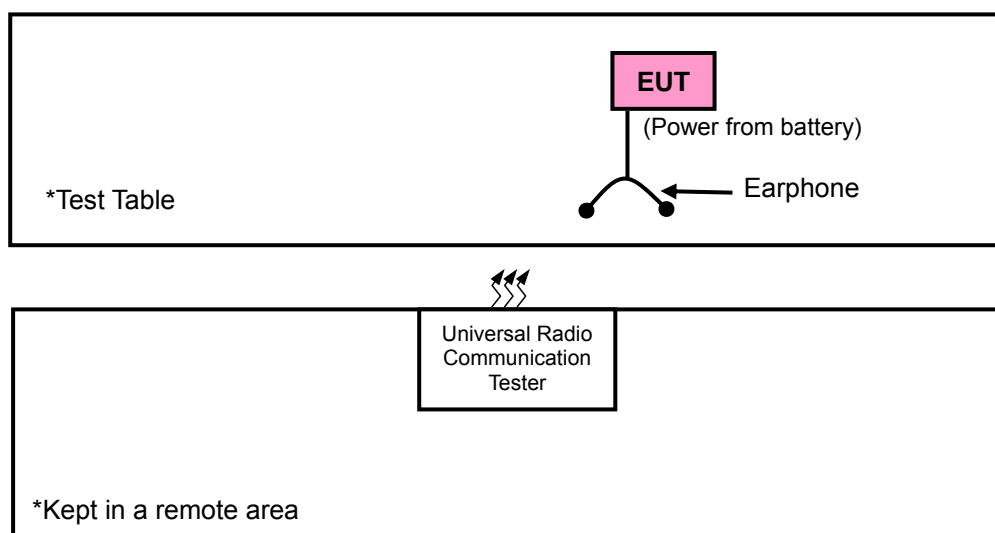 EUT
(Power from battery)
Earphone
*Test Table
Universal Radio
Communication
Tester
*Kept in a remote area